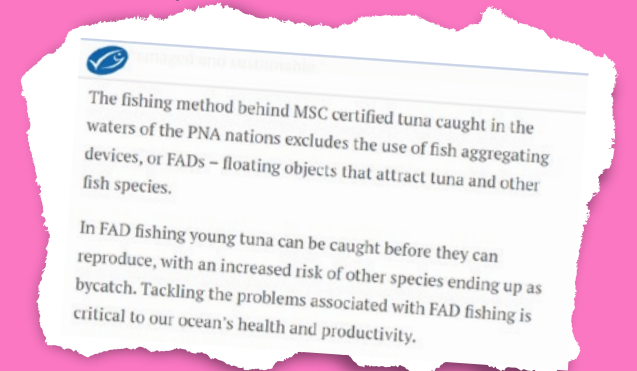 managed and sustainable.
The fishing method behind MSC certified tuna caught in the
waters of the PNA nations excludes the use of fish aggregating
devices, or FADs – floating objects that attract tuna and other
fish species.
In FAD fishing young tuna can be caught before they can
reproduce, with an increased risk of other species ending up as
bycatch. Tackling the problems associated with FAD fishing is
critical to our ocean's health and productivity.